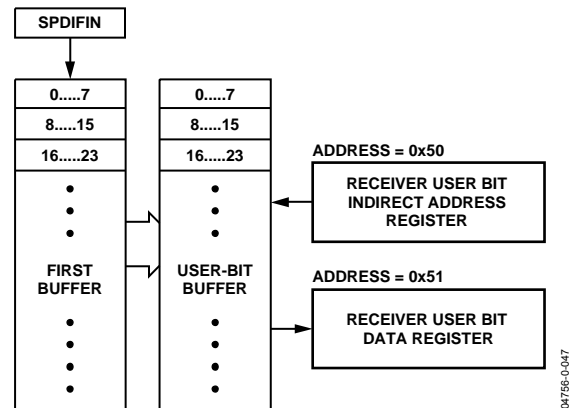 SPDIFIN
0.....7
8.....15
16.....23
FIRST
BUFFER
0.....7
8.....15
16.....23
USER-BIT
BUFFER
ADDRESS = 0x50
RECEIVER USER BIT
INDIRECT ADDRESS
REGISTER
ADDRESS = 0x51
RECEIVER USER BIT
DATA REGISTER
04756-0-047